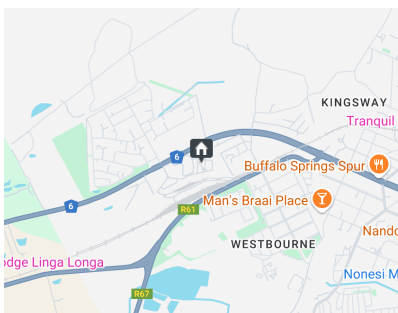 KINGSWAY
Tranquil
6
Buffalo Springs Spur
6
Man's Braai Place
R61
Nando
WESTBOURNE
odge Linga Longa
Nonesi M
R67